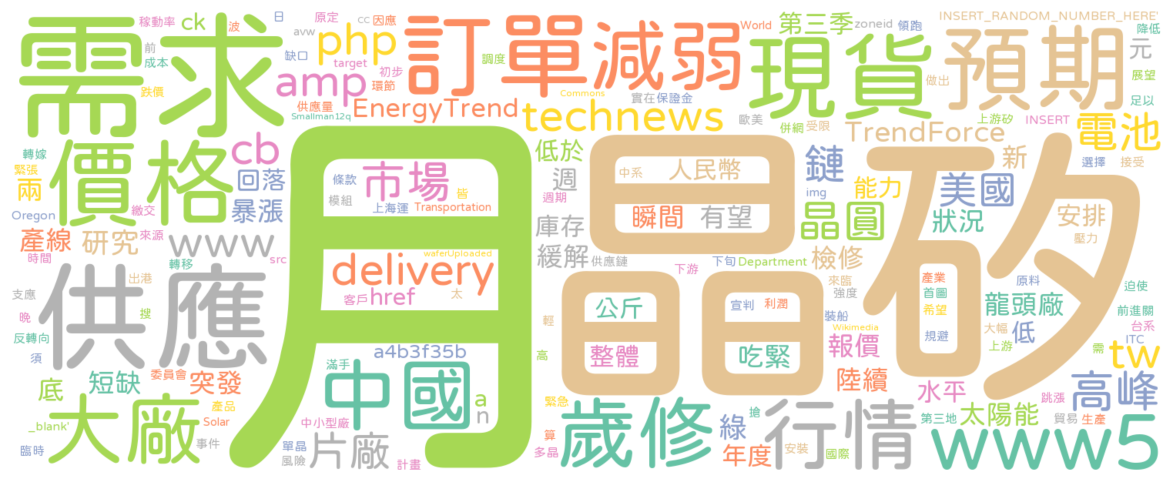 需求
月
晶
矽
訂單減弱
現貨
預期
價格
供應
中國
大廠
歲修
行情
www5
稼動率
ck
波
日
原定
cc
因應
前
成本
avw
缺口
target
初步
環節
跌價
php
amp
供應量
Smallman12q
EnergyTrend
technews
調度
Commons
實在
保證金
歐美
第三季
zoneid
領跑
INSERT_RANDOM_NUMBER_HERE'
做出
元
降低
展望
足以
上游矽
INSERT
併網
受限
TrendForce
電池
選擇
接受
新
轉嫁
緊張
兩
cb
回落
暴漲
繳交
Oregon
產線
研究
來源
時間
轉移
www
src
出港
支應
晚
搜
反轉向
須
委員會
底
短缺
突發
_blank'
產品
Solar
臨時
事件
單晶
風險
片廠
計畫
中小型廠
滿手
a4b3f35b
a
n
條款
市場
皆
模組
上海運
Transportation
週期
waferUploaded
delivery
客戶
href
太
低於
週
庫存
緩解
供應鏈
中系
人民幣
瞬間
有望
公斤
整體
宣判
利潤
吃緊
裝船
輕
高
下游
下旬
Department
World
鏈
img
能力
晶圓
檢修
來臨
強度
Wikimedia
報價
陸續
水平
美國
狀況
安排
壓力
產業
首圖
希望
規避
原料
龍頭廠
大幅
上游
低
迫使
前進關
台系
ITC
需
tw
高峰
跳漲
第三地
太陽能
貿易
生產
緊急
搶
算
多晶
綠
年度
安裝
國際